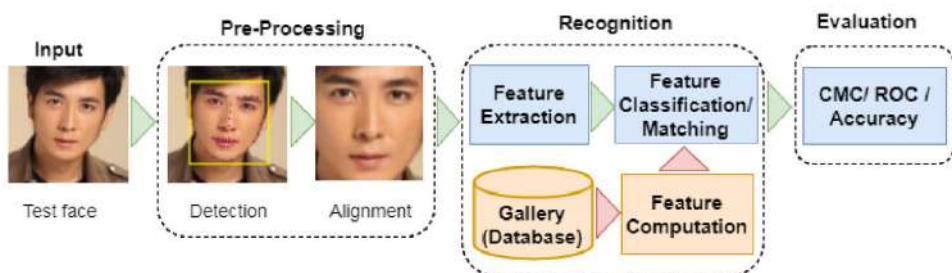 Input
Test face
Pre-Processing
Detection
Alignment
Recognition
Feature
Extraction
Feature
Classification/
Matching
Gallery
(Database)
Feature
Computation
Evaluation
CMC/ ROC /
Accuracy